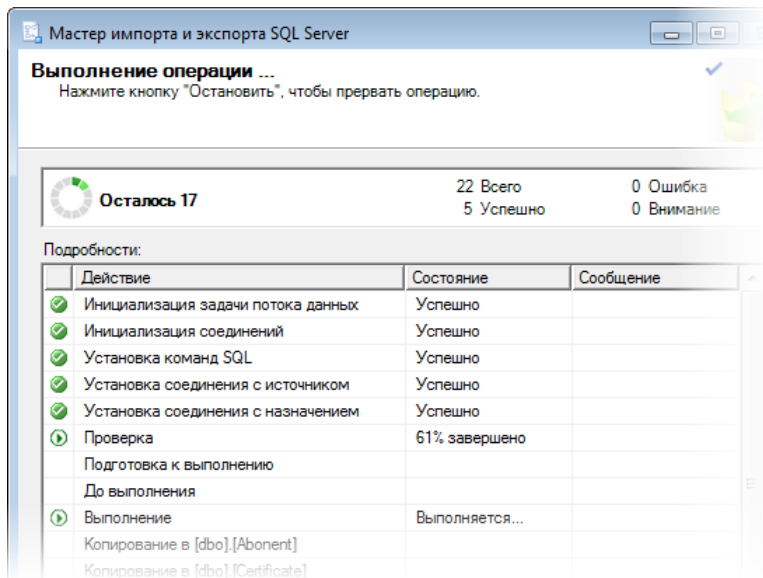 Мастер импорта и экспорта SQL Server
Выполнение операции ...
Нажмите кнопку "Остановить", чтобы прервать операцию.
Осталось 17
22 Всего
0 Ошибка
5 Успешно
0 Внимание
Подробности:
Действие Состояние Сообщение
Инициализация задачи потока данных Успешно
Инициализация соединений Успешно
Установка команд SQL Успешно
Установка соединения с источником Успешно
Установка соединения с назначением Успешно
Проверка 61% завершено
Подготовка к выполнению
До выполнения
Выполнение Выполняется...
Копирование в [dbo].[Abonent]
Копирование в [dbo].[Certificate]